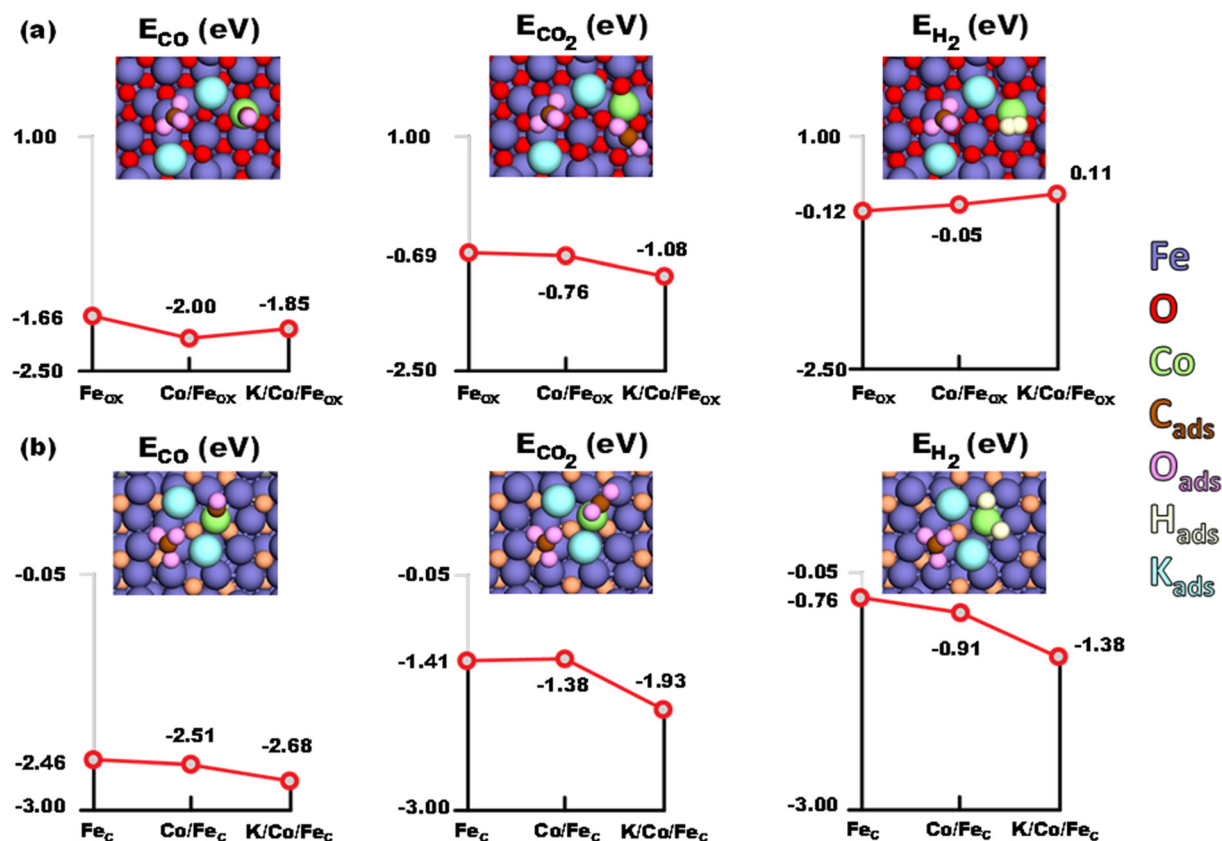 (a)
E_CO (eV)
1.00
-1.66
-2.00
-1.85
-2.50
Fe_OX Co/Fe_OX K/Co/Fe_OX
E_CO2 (eV)
1.00
-0.69
-0.76
-1.08
-2.50
Fe_OX Co/Fe_OX K/Co/Fe_OX
E_H2 (eV)
1.00
-0.12
-0.05
0.11
-2.50
Fe_OX Co/Fe_OX K/Co/Fe_OX
(b)
E_CO (eV)
-0.05
-2.46
-2.51
-2.68
-3.00
Fe_C Co/Fe_C K/Co/Fe_C
E_CO2 (eV)
-0.05
-1.41
-1.38
-1.93
-3.00
Fe_C Co/Fe_C K/Co/Fe_C
E_H2 (eV)
-0.05
-0.76
-0.91
-1.38
-3.00
Fe_C Co/Fe_C K/Co/Fe_C
Fe
O
Co
C_ads
O_ads
H_ads
K_ads